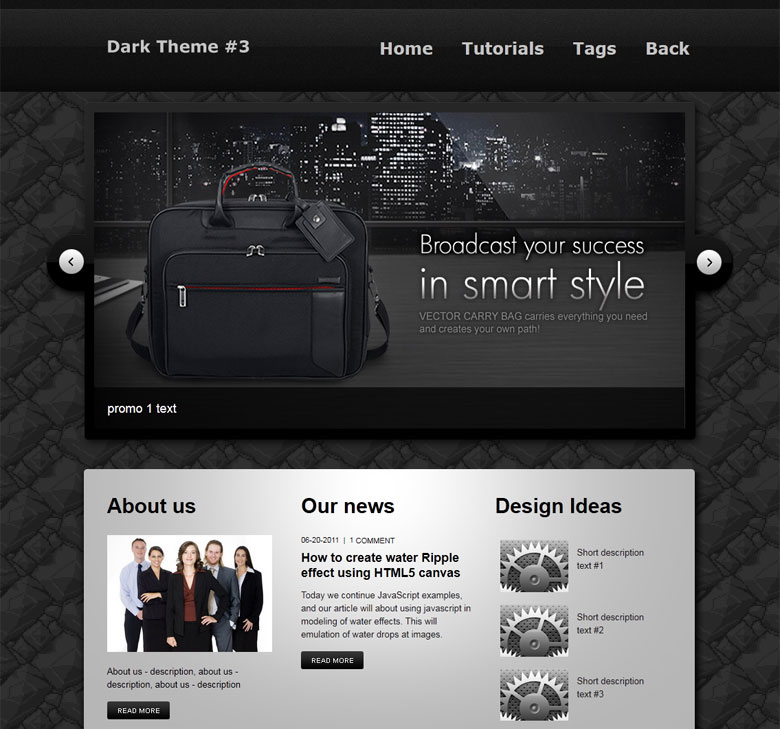 Dark Theme #3
Home Tutorials Tags Back
Broadcast your success
in smart style
VECTOR CARRY BAG carries everything you need
and creates your own path!
promo 1 text
About us
About us - description, about us -
description, about us - description
READ MORE
Our news
06-20-2011 | 1 COMMENT
How to create water Ripple
effect using HTML5 canvas
Today we continue JavaScript examples,
and our article will about using javascript in
modeling of water effects. This will
emulation of water drops at images.
READ MORE
Design Ideas
Short description
text #1
Short description
text #2
Short description
text #3